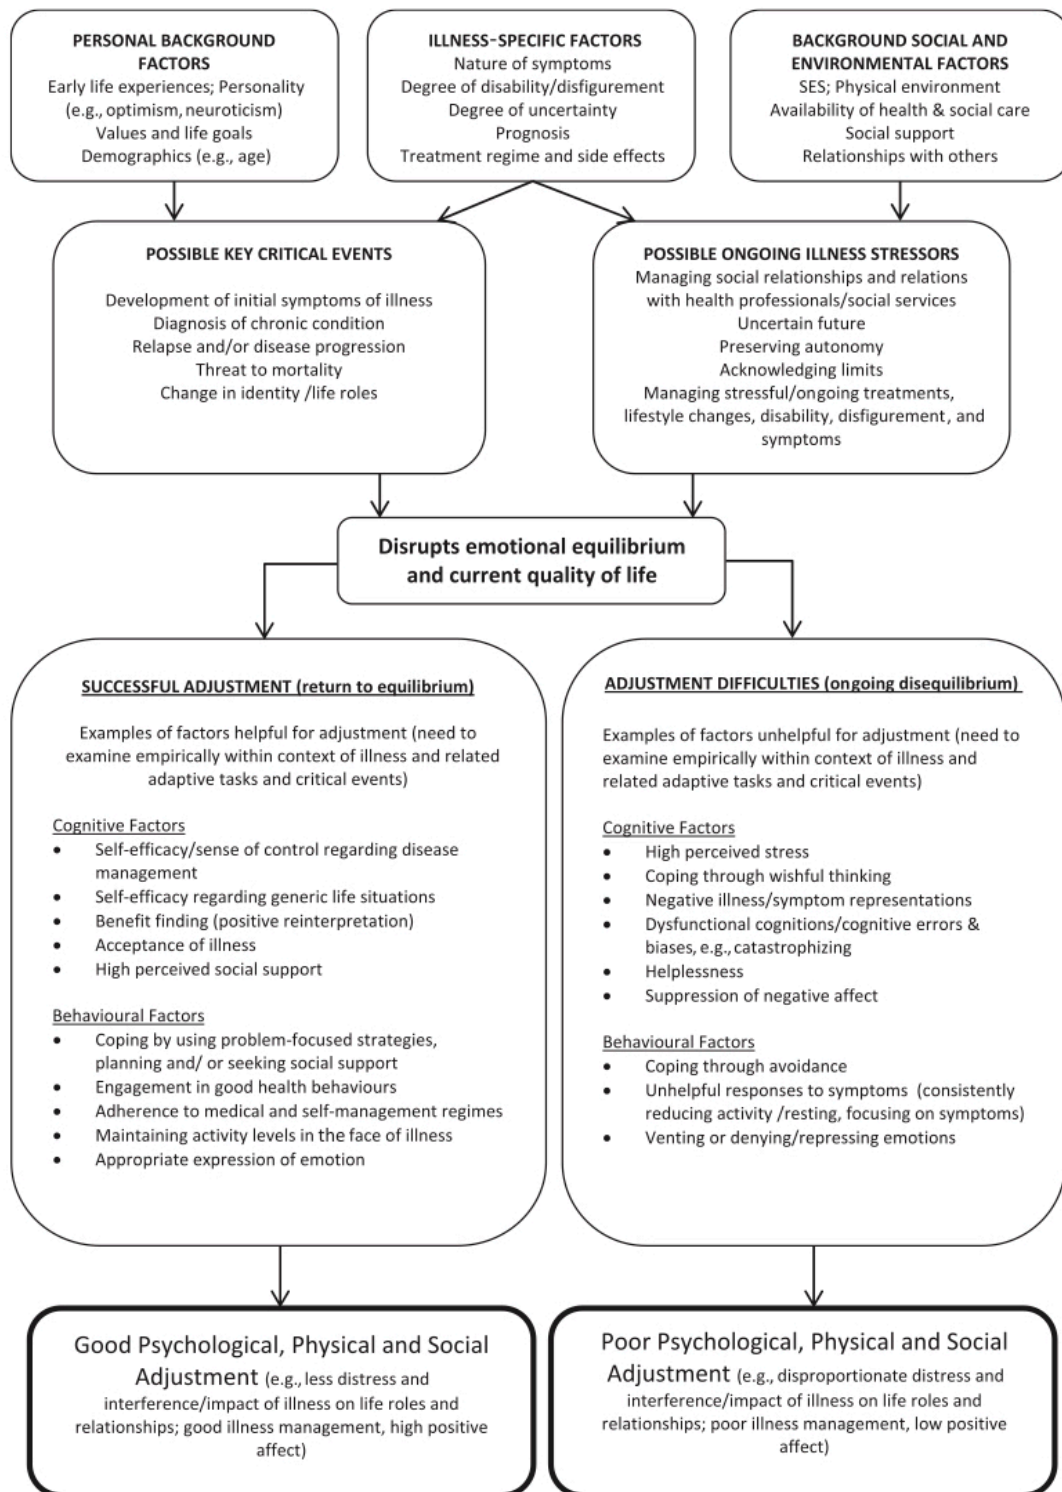 PERSONAL BACKGROUND
FACTORS
Early life experiences; Personality
(e.g., optimism, neuroticism)
Values and life goals
Demographics (e.g., age)
ILLNESS-SPECIFIC FACTORS
Nature of symptoms
Degree of disability/disfigurement
Degree of uncertainty
Prognosis
Treatment regime and side effects
BACKGROUND SOCIAL AND
ENVIRONMENTAL FACTORS
SES; Physical environment
Availability of health & social care
Social support
Relationships with others
POSSIBLE KEY CRITICAL EVENTS
Development of initial symptoms of illness
Diagnosis of chronic condition
Relapse and/or disease progression
Threat to mortality
Change in identity /life roles
POSSIBLE ONGOING ILLNESS STRESSORS
Managing social relationships and relations
with health professionals/social services
Uncertain future
Preserving autonomy
Acknowledging limits
Managing stressful/ongoing treatments,
lifestyle changes, disability, disfigurement, and
symptoms
Disrupts emotional equilibrium
and current quality of life
SUCCESSFUL ADJUSTMENT (return to equilibrium)
Examples of factors helpful for adjustment (need to
examine empirically within context of illness and related
adaptive tasks and critical events)
Cognitive Factors
• Self-efficacy/sense of control regarding disease
management
• Self-efficacy regarding generic life situations
• Benefit finding (positive reinterpretation)
• Acceptance of illness
• High perceived social support
Behavioural Factors
• Coping by using problem-focused strategies,
planning and/ or seeking social support
• Engagement in good health behaviours
• Adherence to medical and self-management regimes
• Maintaining activity levels in the face of illness
• Appropriate expression of emotion
ADJUSTMENT DIFFICULTIES (ongoing disequilibrium)
Examples of factors unhelpful for adjustment (need to
examine empirically within context of illness and
related adaptive tasks and critical events)
Cognitive Factors
• High perceived stress
• Coping through wishful thinking
• Negative illness/symptom representations
• Dysfunctional cognitions/cognitive errors &
biases, e.g., catastrophizing
• Helplessness
• Suppression of negative affect
Behavioural Factors
• Coping through avoidance
• Unhelpful responses to symptoms (consistently
reducing activity /resting, focusing on symptoms)
• Venting or denying/repressing emotions
Good Psychological, Physical and Social
Adjustment (e.g., less distress and
interference/impact of illness on life roles and
relationships; good illness management, high positive
affect)
Poor Psychological, Physical and Social
Adjustment (e.g., disproportionate distress and
interference/impact of illness on life roles and
relationships; poor illness management, low positive
affect)